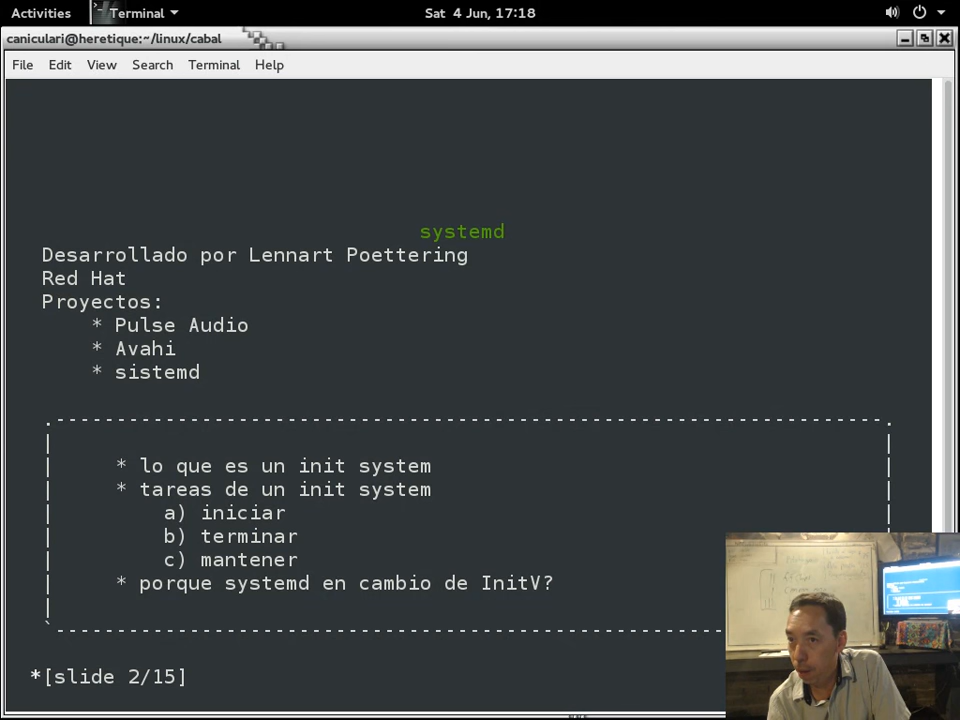 Activities Terminal Sat 4 Jun, 17:18
caniculari@heretique:~/linux/cabal
File Edit View Search Terminal Help
systemd
Desarrollado por Lennart Poettering
Red Hat
Proyectos:
* Pulse Audio
* Avahi
* sistemd
* lo que es un init system
* tareas de un init system
a) iniciar
b) terminar
c) mantener
* porque systemd en cambio de InitV?
*[slide 2/15]